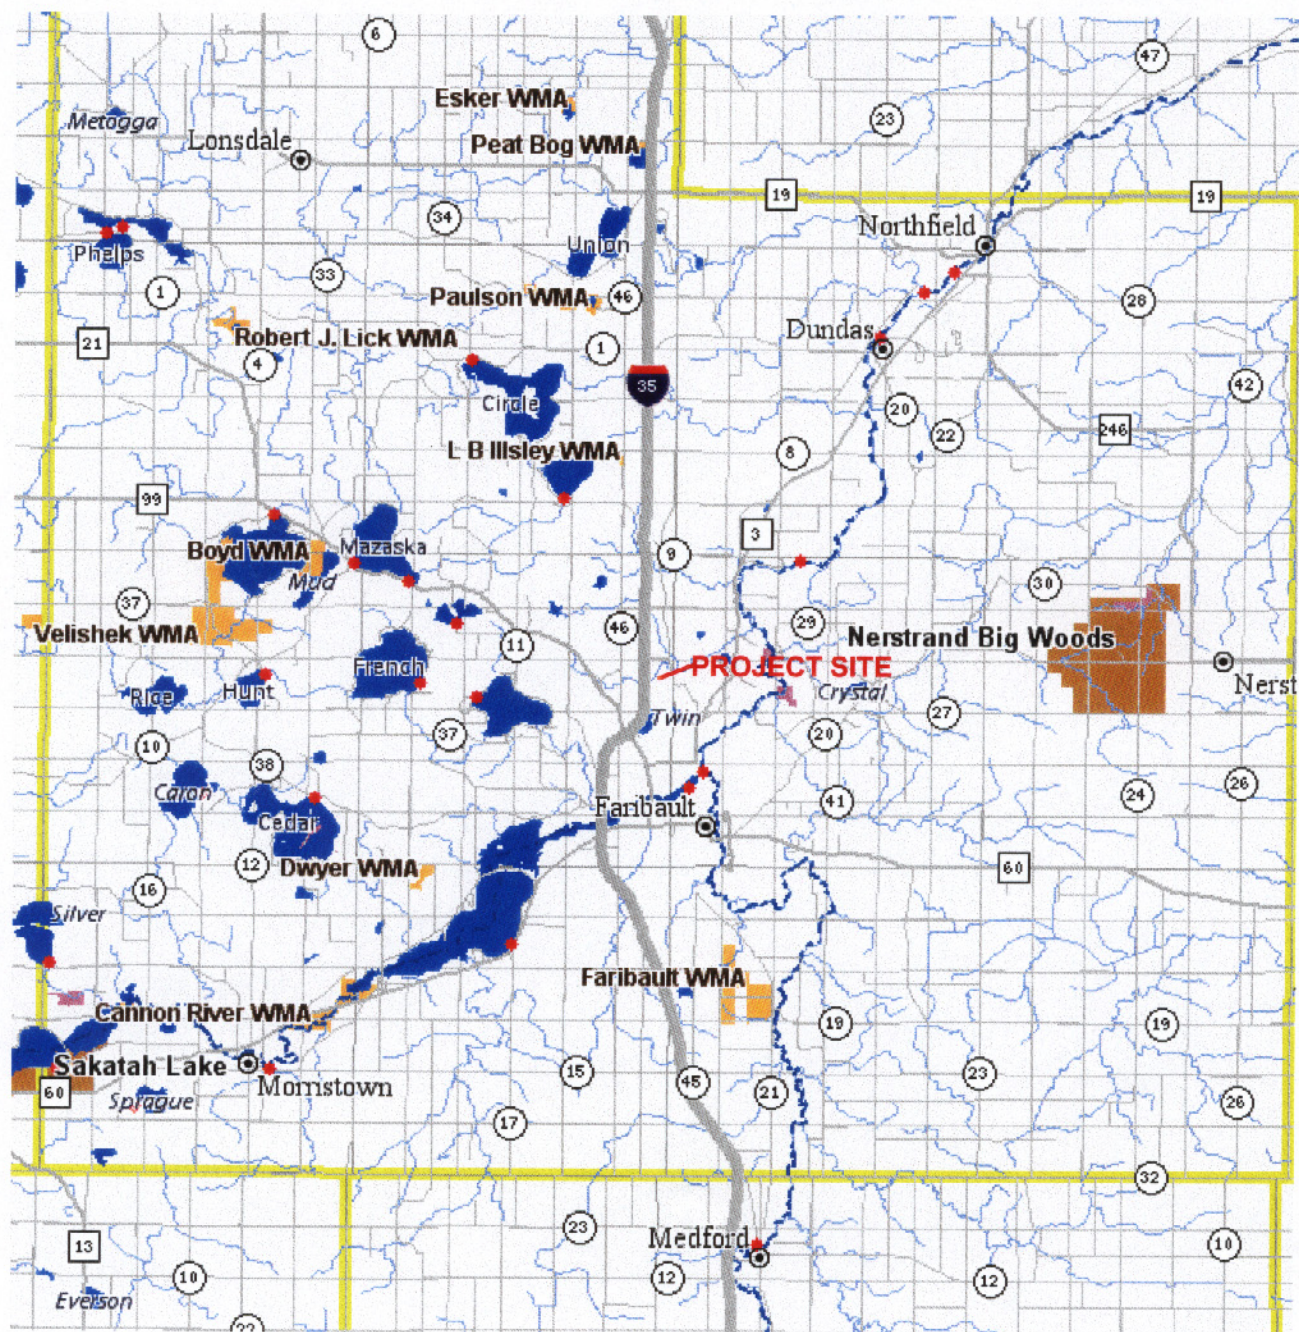 6
47
Esker WMA
23
Metogga
Lonsdale
Peat Bog WMA
19
19
34
Northfield
Union
Phelps
33
1
Paulson WMA
46
28
Dundas
Robert J. Lick WMA
21
4
1
35
42
Circle
20
246
22
L B Illsley WMA
8
99
3
Boyd WMA
Mazaska
9
Mud
30
37
29
Velishek WMA
46
11
Nerstrand Big Woods
PROJECT SITE
French
Rice
Hunt
Crystal
Nerst
Twin
27
10
37
20
38
Caron
26
24
41
Faribault
Cedar
12
Dwyer WMA
60
16
Silver
Faribault WMA
Cannon River WMA
19
19
Sakatah Lake
60
Morristown
15
45
23
21
Sprague
26
17
32
23
Medford
13
10
10
12
12
Everson
22